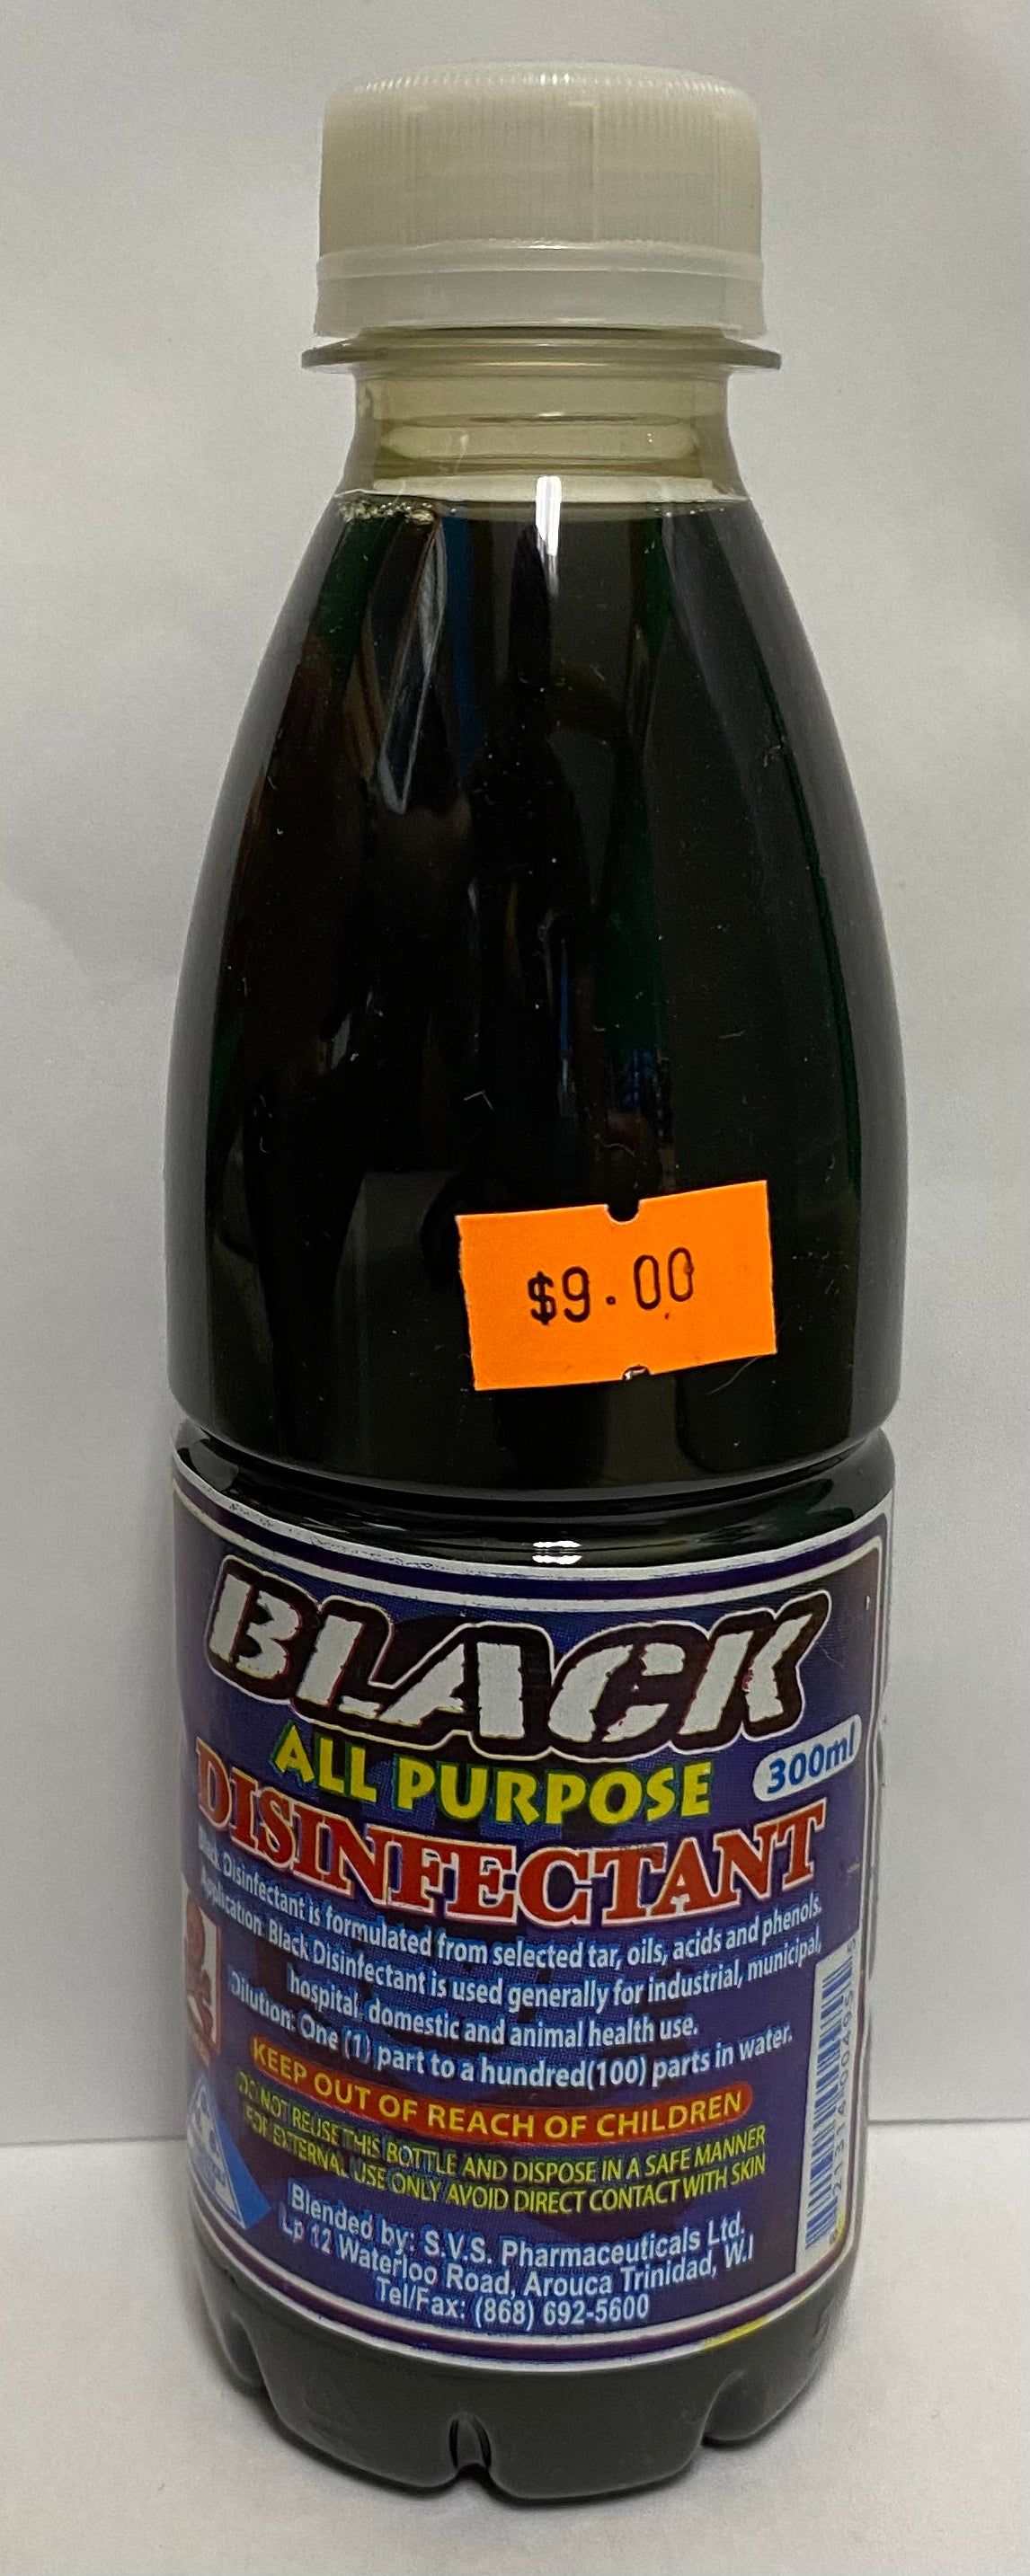 $9.00
BLACK
ALL PURPOSE
300ml
DISINFECTANT
Black Disinfectant is formulated from selected tar, oils, acids and phenols.
Application: Black Disinfectant is used generally for industrial, municipal,
hospital, domestic and animal health use.
Dilution: One (1) part to a hundred(100) parts in water.
KEEP OUT OF REACH OF CHILDREN
DO NOT REUSE THIS BOTTLE AND DISPOSE IN A SAFE MANNER
FOR EXTERNAL USE ONLY AVOID DIRECT CONTACT WITH SKIN
Blended by: S.V.S. Pharmaceuticals Ltd.
Lp 12 Waterloo Road, Arouca Trinidad, W.I
Tel/Fax: (868) 692-5600